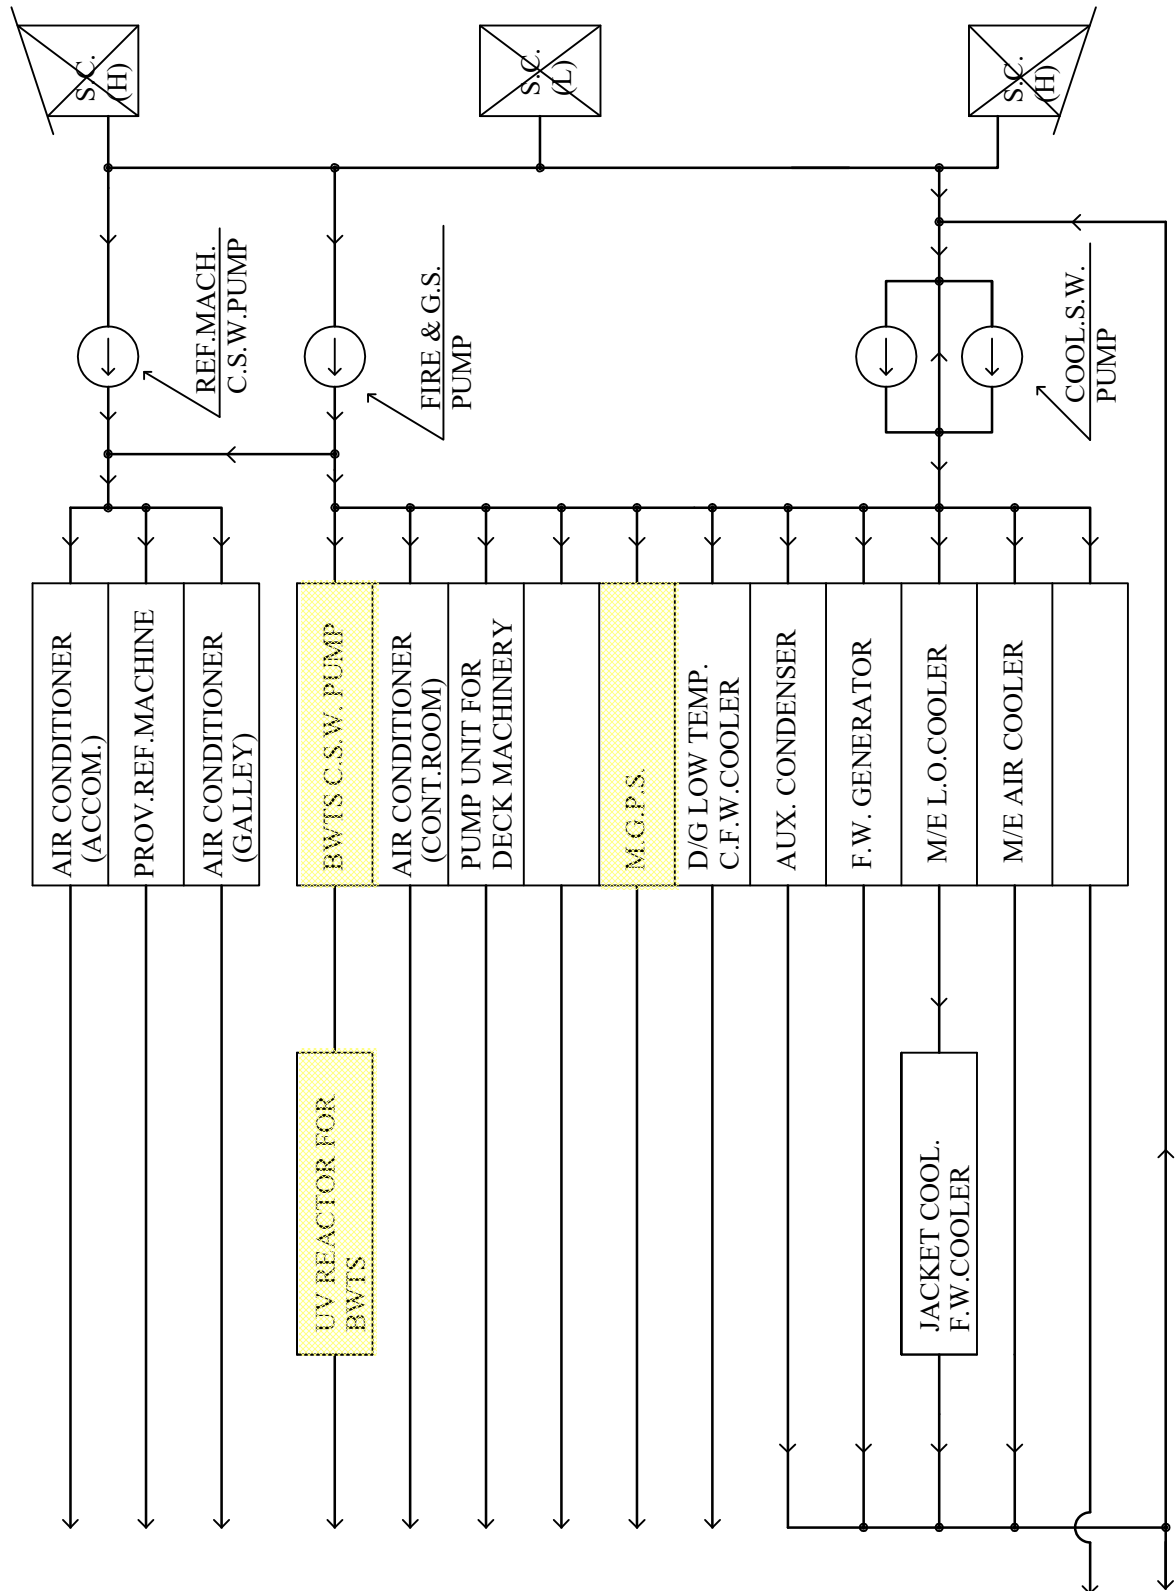 S.C.
(H)
S.C.
(L)
S.C.
(H)
REF.MACH.
C.S.W.PUMP
FIRE & G.S.
PUMP
COOL.S.W.
PUMP
AIR CONDITIONER
(ACCOM.)
PROV.REF.MACHINE
AIR CONDITIONER
(GALLEY)
BWTS C.S.W. PUMP
AIR CONDITIONER
(CONT.ROOM)
PUMP UNIT FOR
DECK MACHINERY
M.G.P.S.
D/G LOW TEMP.
C.F.W.COOLER
AUX. CONDENSER
F.W. GENERATOR
M/E L.O.COOLER
M/E AIR COOLER
UV REACTOR FOR
BWTS
JACKET COOL.
F.W.COOLER